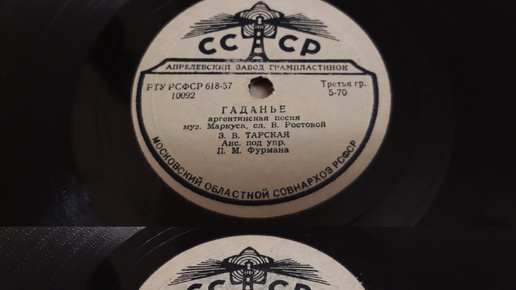 СССР
АПРЕЛЕВСКИЙ ЗАВОД ГРАМПЛАСТИНОК
РТУ РСФСР 618-57
10092
Третья гр.
5-70
ГАДАНЬЕ
аргентинская песня
муз. Маркуса, сл. В. Ростовой
З. В. ТАРСКАЯ
Анс. под упр.
П. М. Фурмана
МОСКОВСКИЙ ОБЛАСТНОЙ СОВНАРХОЗ РСФСР
СССР